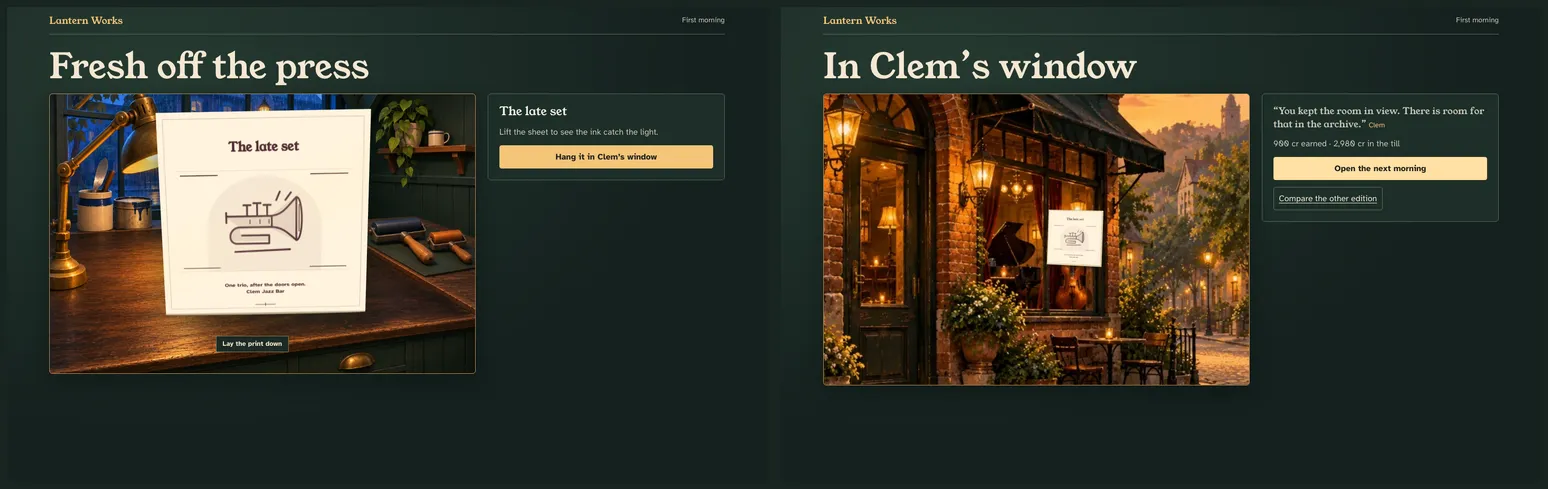 Lantern Works
First morning
Fresh off the press
The late set
One trio, after the doors open.
Clem Jazz Bar
Lay the print down
The late set
Lift the sheet to see the ink catch the light.
Hang it in Clem's window
Lantern Works
First morning
In Clem's window
The late set
“You kept the room in view. There is room for
that in the archive.” Clem
900 cr earned · 2,980 cr in the till
Open the next morning
Compare the other edition